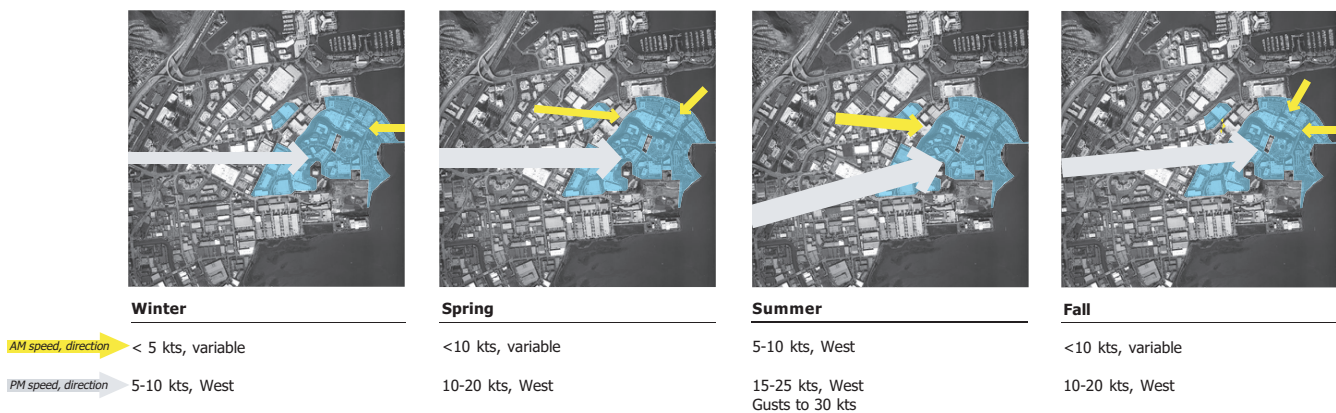 Winter
Spring
Summer
Fall
AM speed, direction
< 5 kts, variable
<10 kts, variable
5-10 kts, West
<10 kts, variable
PM speed, direction
5-10 kts, West
10-20 kts, West
15-25 kts, West
Gusts to 30 kts
10-20 kts, West